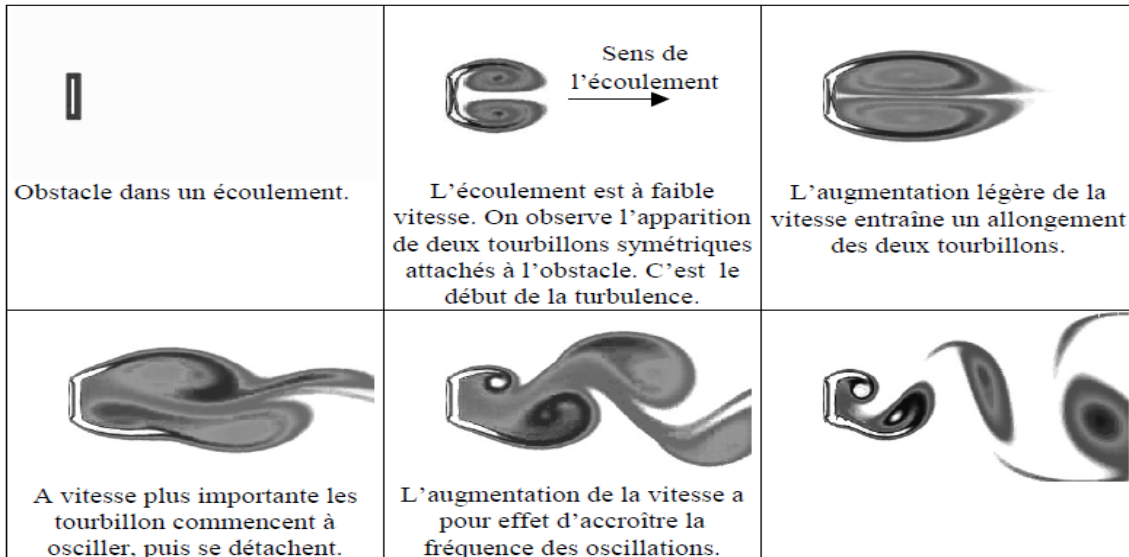 Obstacle dans un écoulement.
Sens de
l'écoulement
L'écoulement est à faible
vitesse. On observe l'apparition
de deux tourbillons symétriques
attachés à l'obstacle. C'est le
début de la turbulence.
L'augmentation légère de la
vitesse entraîne un allongement
des deux tourbillons.
A vitesse plus importante les
tourbillon commencent à
osciller, puis se détachent.
L'augmentation de la vitesse a
pour effet d'accroître la
fréquence des oscillations.